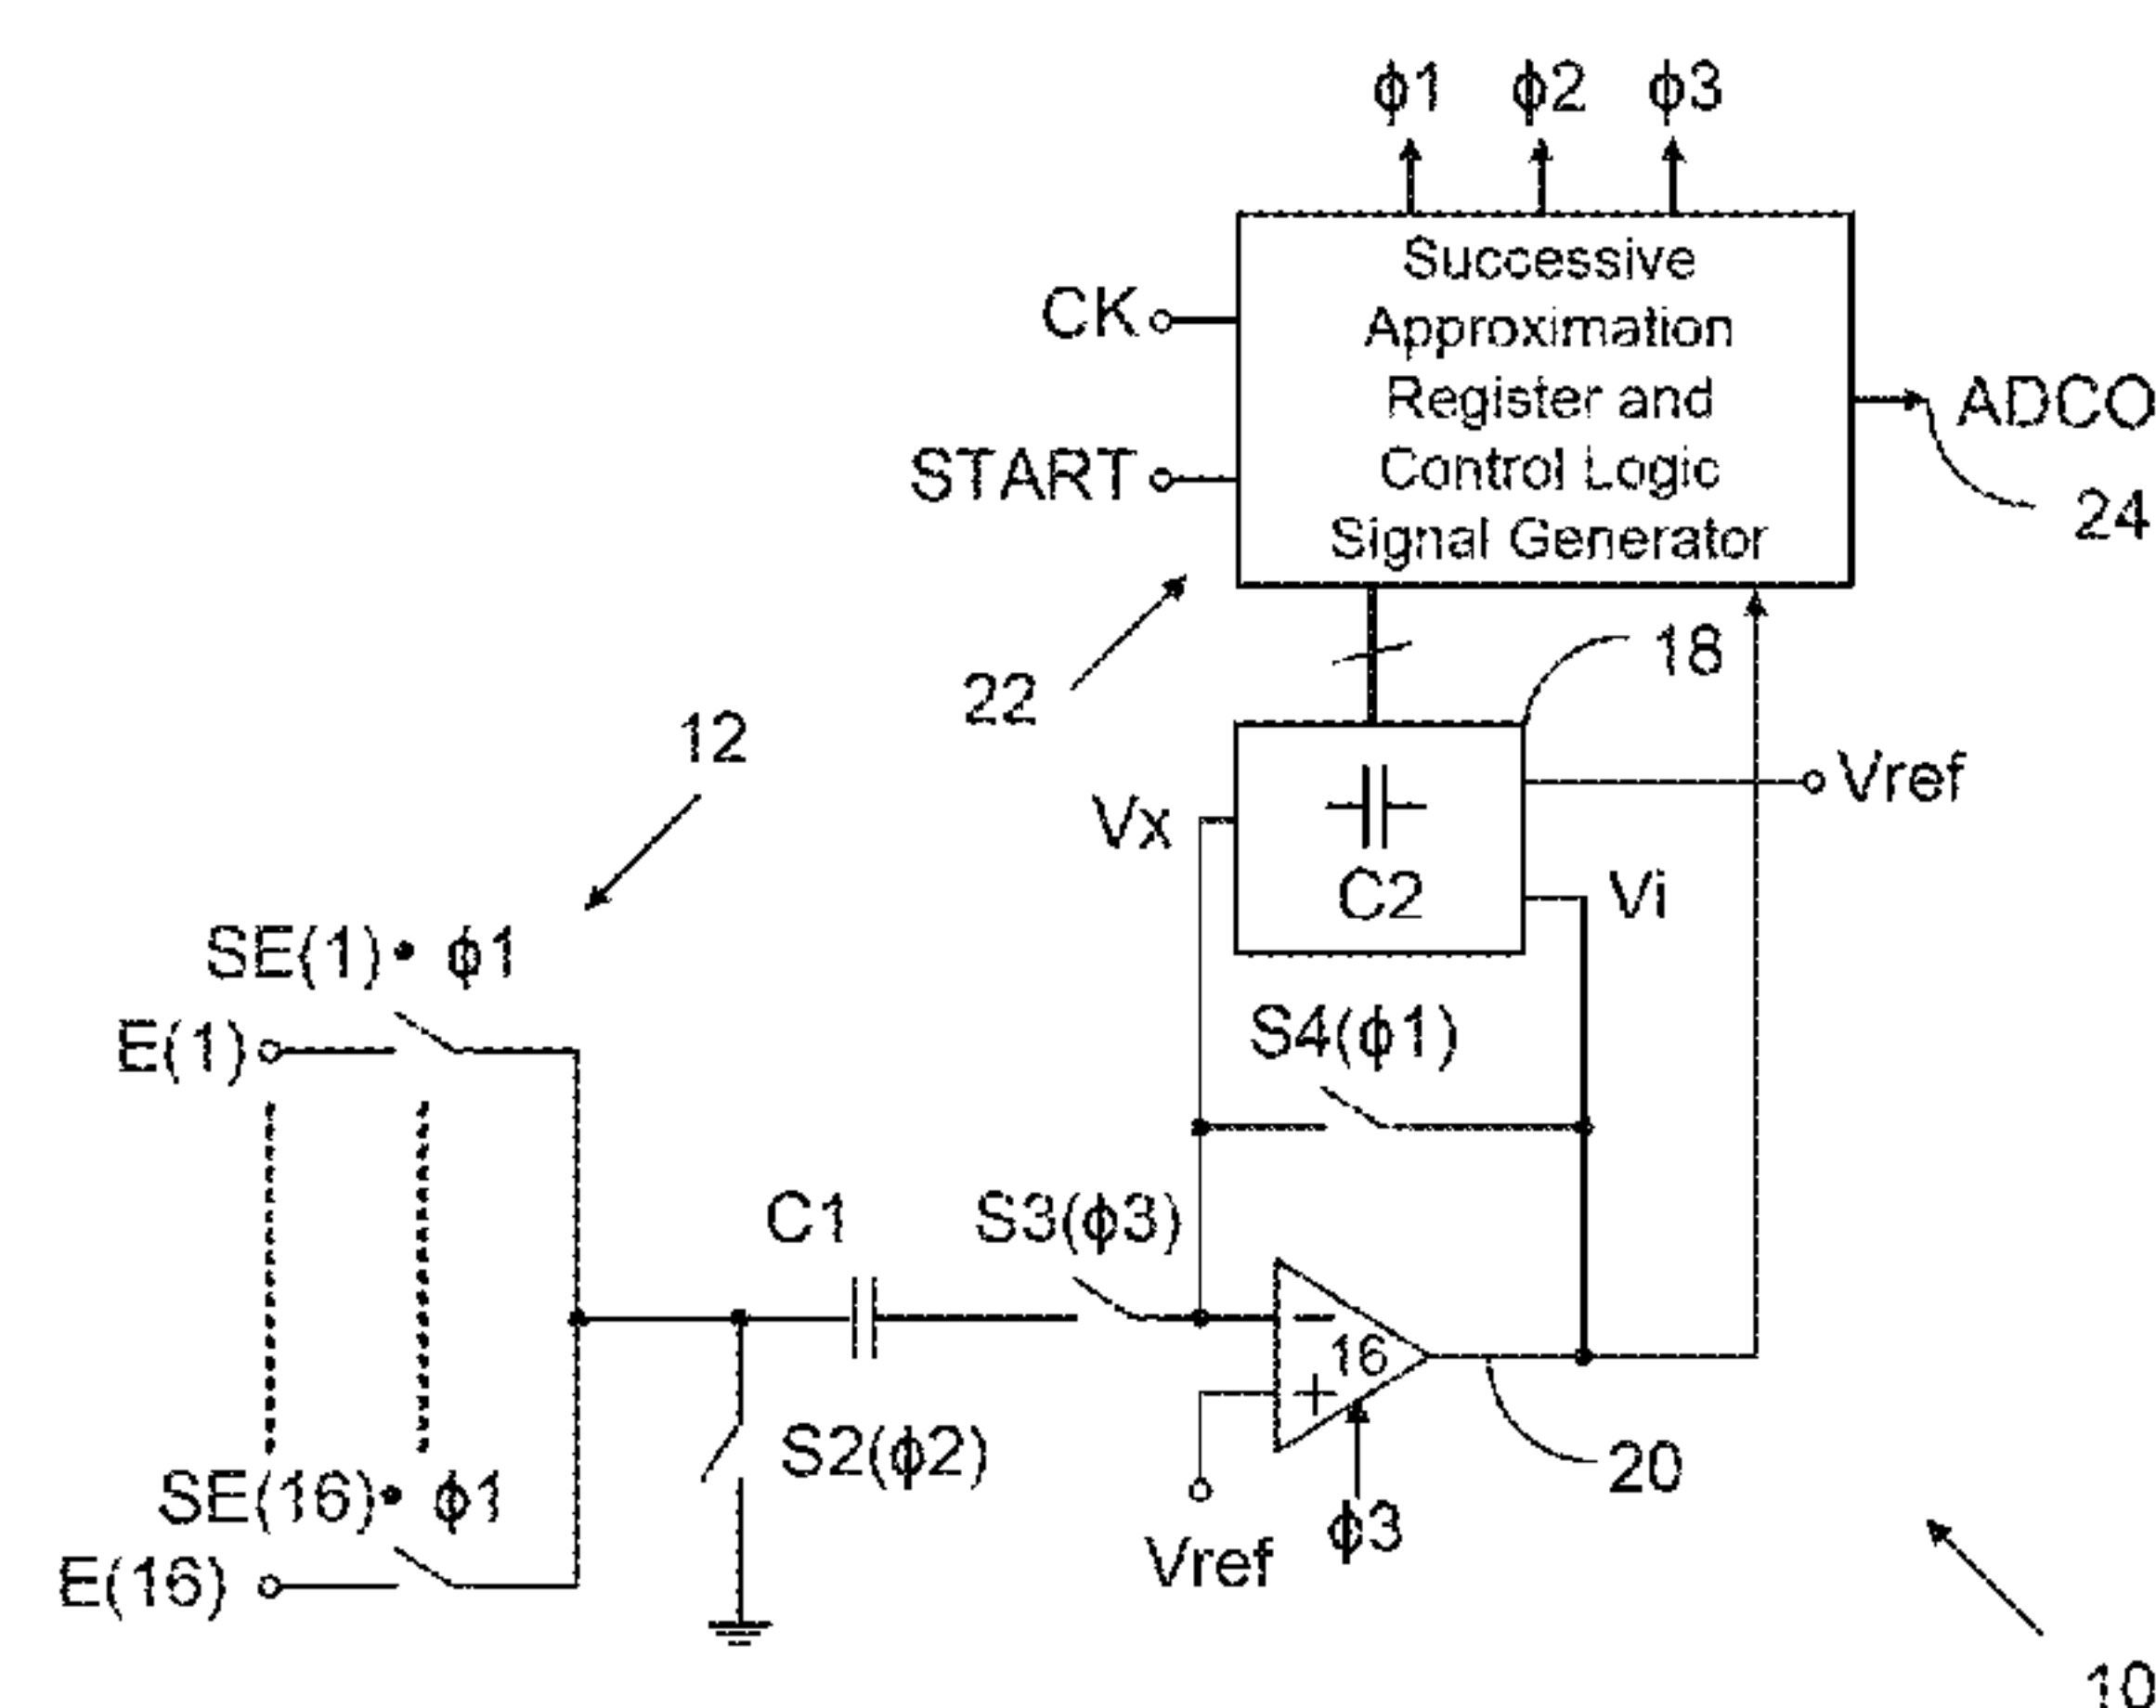 ϕ1 ϕ2 ϕ3
Successive
Approximation
Register and
Control Logic
Signal Generator
CK
START
ADCO
24
22
18
12
Vx
C2
Vref
Vi
SE(1)• ϕ1
E(1)
S4(ϕ1)
C1
S3(ϕ3)
16
S2(ϕ2)
20
SE(16)• ϕ1
E(16)
Vref
ϕ3
10